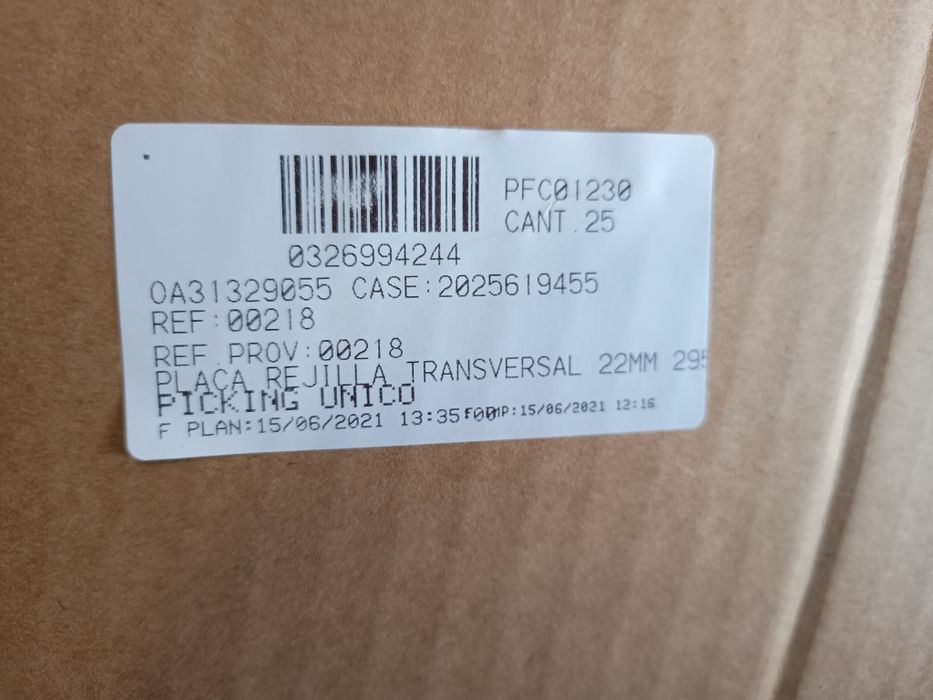 PFC01230
CANT.25
0326994244
OA31329055 CASE:2025619455
REF:00218
REF.PROV:00218
PLACA REJILLA TRANSVERSAL 22MM
PICKING UNICO
F PLAN:15/06/2021 13:35 15/06/2021 12:16